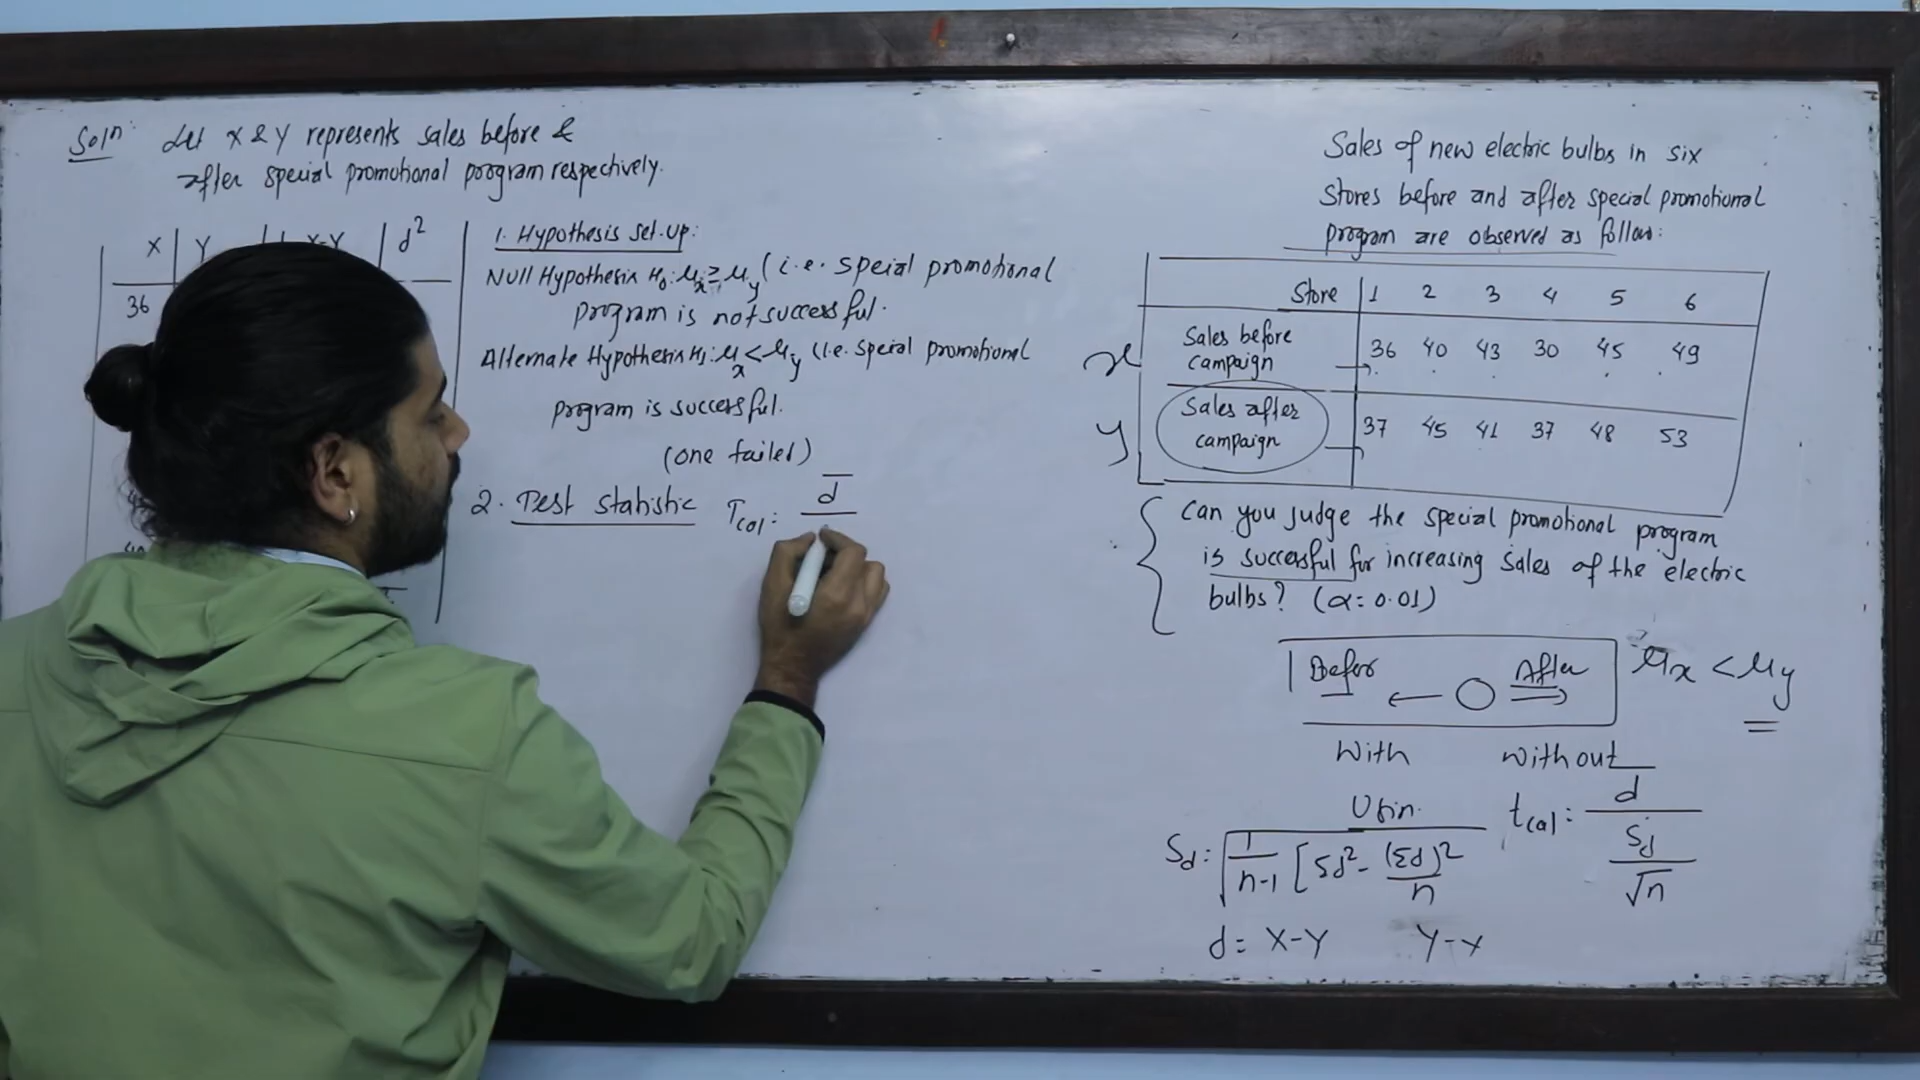 Soln: Let X & Y represents sales before &
after special promotional program respectively.
X Y X-Y d²
36
1. Hypothesis Set-Up:
Null Hypothesis H₀: μₓ ≥ μy (i.e. speial promotional
program is not successful.
Alternate Hypothesis H₁: μₓ < μy (i.e. speial promotional
program is successful.
(one tailed)
2. Test Statistic Tcal: d̅
Sales of new electric bulbs in six
Stores before and after special promotional
program are observed as follow:
Store 1 2 3 4 5 6
x Sales before campaign 36 40 43 30 45 49
y Sales after campaign 37 45 41 37 48 53
Can you judge the special promotional program
is successful for increasing sales of the electric
bulbs? (α = 0.01)
Before ← ○ After → μx < μy
With without
tcal: d̅ / (Sd / √n)
Sd: √ 1/n-1 [Σd² - (Σd)²/n
d = X-Y Y-X